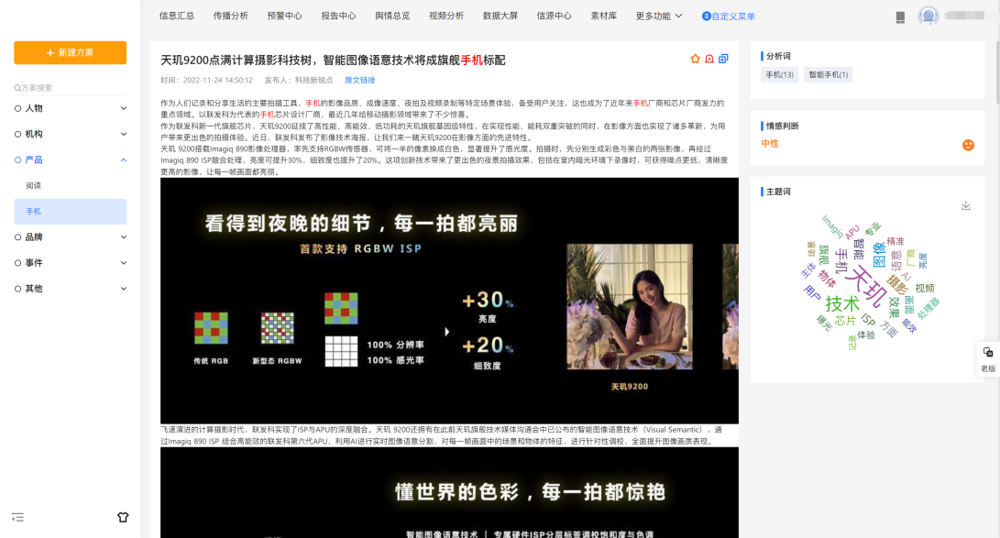 信息汇总 传播分析 预警中心 报告中心 舆情总览 视频分析 数据大屏 信源中心 素材库 更多功能 自定义菜单
+ 新建方案
方案搜索
人物
机构
产品
阅读
手机
品牌
事件
其他
天玑9200点满计算摄影科技树，智能图像语意技术将成旗舰手机标配
时间：2022-11-24 14:50:12 发布人：科技新锐点 原文链接
作为人们记录和分享生活的主要拍摄工具，手机的影像品质、成像速度、夜拍及视频录制等特定场景体验，备受用户关注，这也成为了近年来手机厂商和芯片厂商发力的
重点领域。以联发科为代表的手机芯片设计厂商，最近几年给移动摄影领域带来了不少惊喜。
作为联发科新一代旗舰芯片、天玑9200延续了高性能、高能效，低功耗的天玑旗舰基因级特性，在实现性能、能耗双重突破的同时，在影像方面也实现了诸多革新，为用
户带来更出色的拍摄体验。近日，联发科发布了影像技术海报，让我们来一睹天玑9200在影像方面的先进特性。
天玑 9200搭载Imagiq 890影像处理器，率先支持RGBW传感器，可将一半的像素换成白色，显著提升了感光度。拍摄时，先分别生成彩色与黑白的两张影像，再经过
Imagiq 890 ISP融合处理，亮度可提升30%，细致度也提升了20%。这项创新技术带来了更出色的夜景拍摄效果，包括在室内暗光环境下录像时，可获得噪点更低，清晰度
更高的影像，让每一帧画面都亮丽。
看得到夜晚的细节，每一拍都亮丽
首款支持 RGBW ISP
+30%
亮度
100% 分辨率
100% 感光率
+20%
细致度
传统 RGB
新型态 RGBW
天玑9200
飞速演进的计算摄影时代，联发科实现了ISP与APU的深度融合。天玑 9200还拥有在此前天玑旗舰技术媒体沟通会中已公布的智能图像语意技术（Visual Semantic），通
过Imagiq 890 ISP 结合高能效的联发科第六代APU，利用AI进行实时图像语意分割，对每一帧画面中的场景和物体的特征，进行针对性调校，全面提升图像画质表现。
懂世界的色彩，每一拍都惊艳
智能图像语意技术 | 专属硬件ISP分层标签调校饱和度与色调
分析词
手机(13) 智能手机(1)
情感判断
中性
主题词
Imagiq
APU
专业
场景
旗舰
手机
智能
图像
精准
语意
厂商
亮度
主体
物体
天玑
摄影
AI
视频
用户
技术
效果
画面
处理器
曝光
芯片
ISP
方面
能效
记录
体验
老版